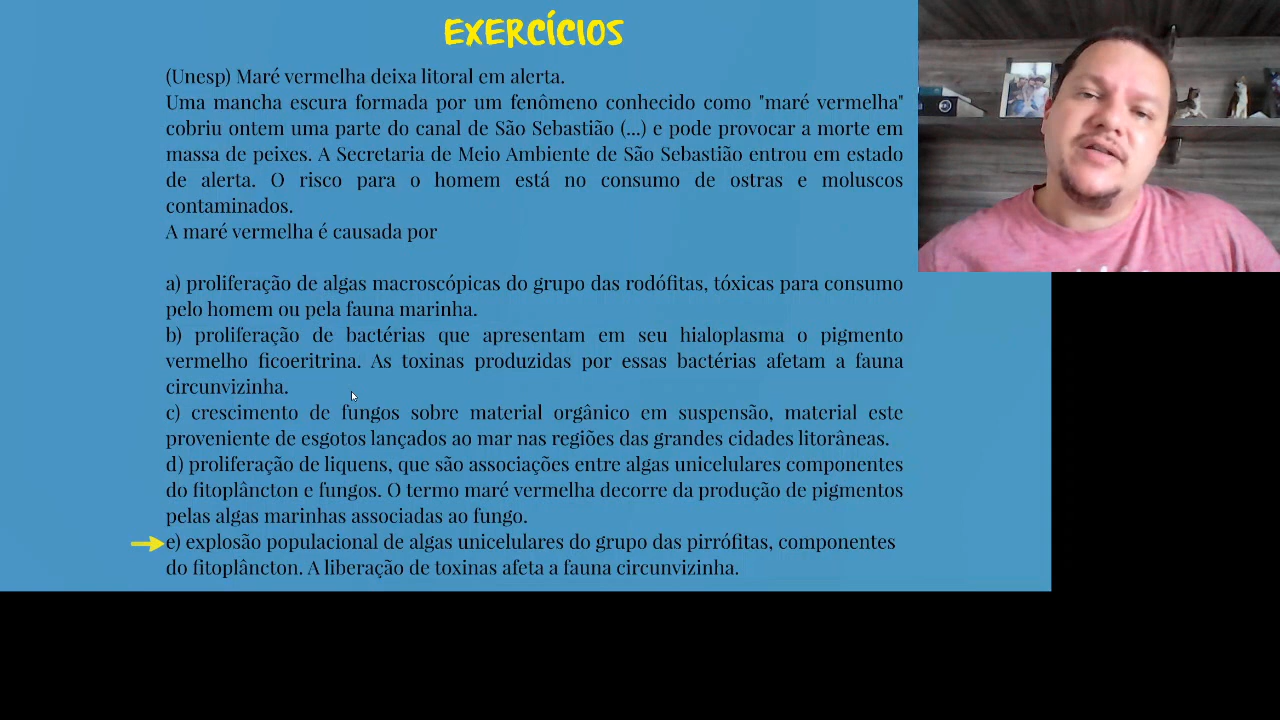 EXERCÍCIOS
(Unesp) Maré vermelha deixa litoral em alerta.
Uma mancha escura formada por um fenômeno conhecido como "maré vermelha"
cobriu ontem uma parte do canal de São Sebastião (...) e pode provocar a morte em
massa de peixes. A Secretaria de Meio Ambiente de São Sebastião entrou em estado
de alerta. O risco para o homem está no consumo de ostras e moluscos
contaminados.
A maré vermelha é causada por
a) proliferação de algas macroscópicas do grupo das rodófitas, tóxicas para consumo
pelo homem ou pela fauna marinha.
b) proliferação de bactérias que apresentam em seu hialoplasma o pigmento
vermelho ficoeritrina. As toxinas produzidas por essas bactérias afetam a fauna
circunvizinha.
c) crescimento de fungos sobre material orgânico em suspensão, material este
proveniente de esgotos lançados ao mar nas regiões das grandes cidades litorâneas.
d) proliferação de liquens, que são associações entre algas unicelulares componentes
do fitoplâncton e fungos. O termo maré vermelha decorre da produção de pigmentos
pelas algas marinhas associadas ao fungo.
e) explosão populacional de algas unicelulares do grupo das pirrófitas, componentes
do fitoplâncton. A liberação de toxinas afeta a fauna circunvizinha.